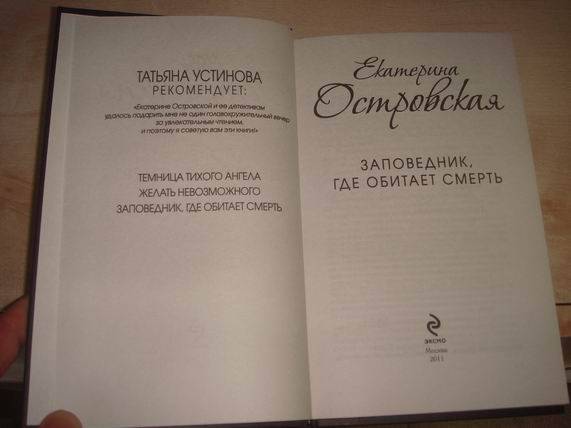 ТАТЬЯНА УСТИНОВА
РЕКОМЕНДУЕТ:
«Екатерине Островской и ее детективам
удалось подарить мне не один головокружительный вечер
за увлекательным чтением,
и поэтому я советую вам эти книги!»
ТЕМНИЦА ТИХОГО АНГЕЛА
ЖЕЛАТЬ НЕВОЗМОЖНОГО
ЗАПОВЕДНИК, ГДЕ ОБИТАЕТ СМЕРТЬ
Екатерина
Островская
ЗАПОВЕДНИК,
ГДЕ ОБИТАЕТ СМЕРТЬ
ЭКСМО
Москва
2011